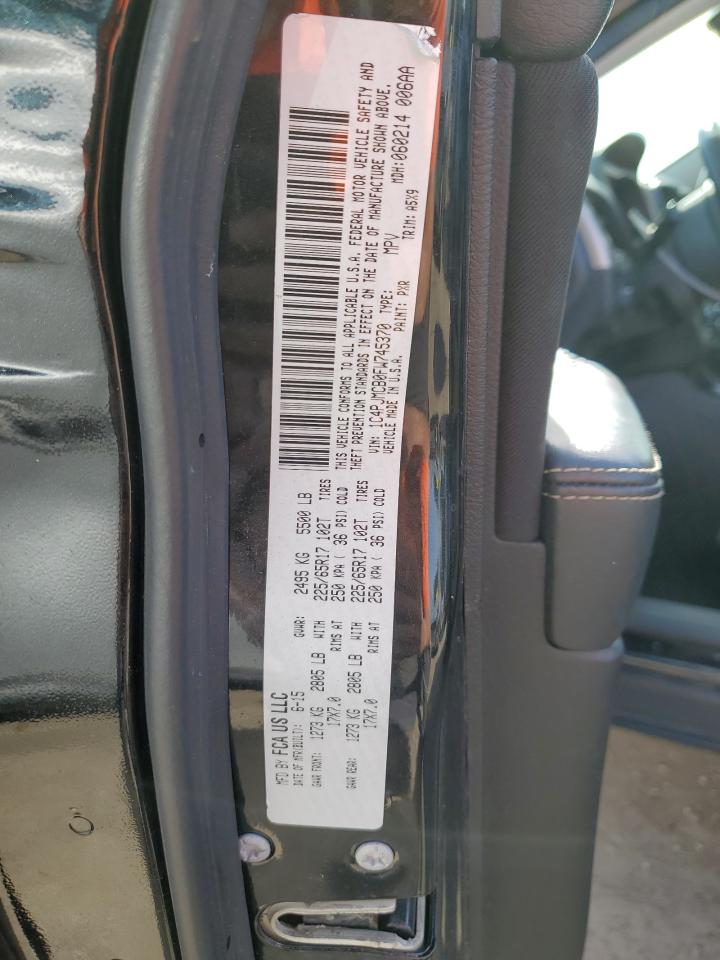 MFD BY FCA US LLC
DATE OF MFR(BUILT): 6-15 GVWR: 2495 KG 5500 LB
GAWR FRONT: 1273 KG 2805 LB WITH 225/65R17 102T TIRES
17X7.0 RIMS AT 250 KPA ( 36 PSI) COLD
GAWR REAR: 1273 KG 2805 LB WITH 225/65R17 102T TIRES
17X7.0 RIMS AT 250 KPA ( 36 PSI) COLD
THIS VEHICLE CONFORMS TO ALL APPLICABLE U.S.A. FEDERAL MOTOR VEHICLE SAFETY AND
THEFT PREVENTION STANDARDS IN EFFECT ON THE DATE OF MANUFACTURE SHOWN ABOVE.
VIN: 1C4PJMCB0FW745370 TYPE: MPV MDH:060214 006AA
VEHICLE MADE IN U.S.A. PAINT: PXR TRIM: A5X9